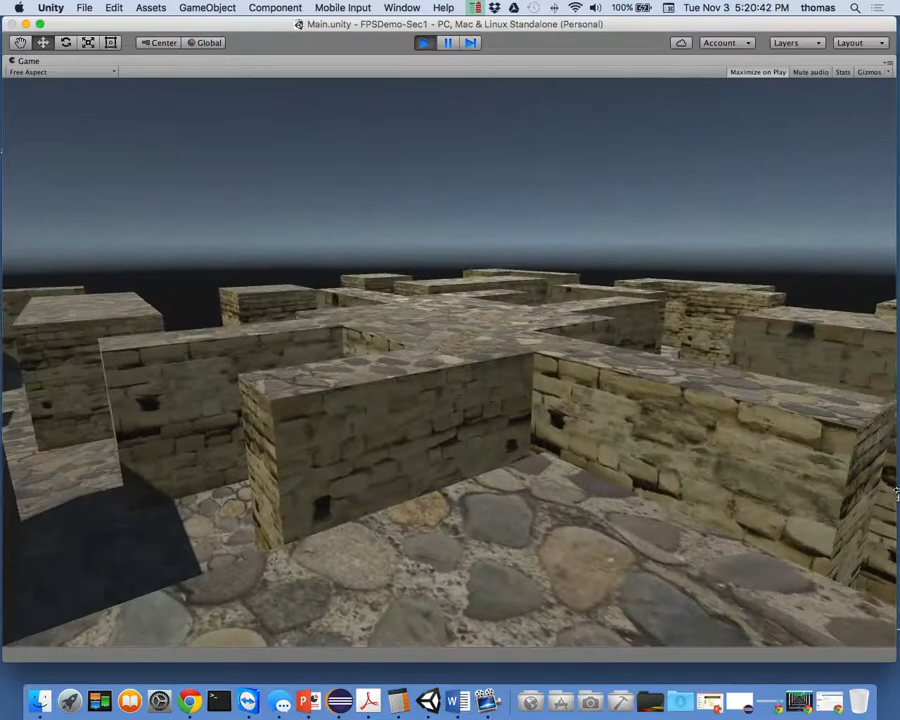 Unity File Edit Assets GameObject Component Mobile Input Window Help 100% Tue Nov 3 5:20:42 PM thomas
Main.unity - FPSDemo-Sec1 - PC, Mac & Linux Standalone (Personal)
Center Global Account Layers Layout
Game
Free Aspect Maximize on Play Mute audio Stats Gizmos